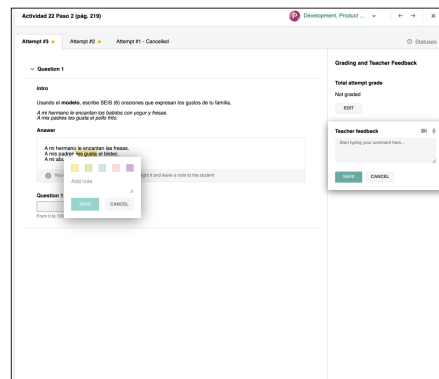 Actividad 22 Paso 2 (pág. 219)
Development, Product ...
Attempt #3
Attempt #2
Attempt #1 - Cancelled
Statuses
Question 1
Intro
Usando el modelo, escribe SEIS (6) oraciones que expresan los gustos de tu familia.
A mi hermano le encantan los batidos con yogur y fresas.
A mis padres les gusta el pollo frito.
Answer
A mi hermano le encantan las fresas.
A mis padres les gusta el bistec.
A mi
You
light it and leave a note to the student
Add note
SAVE
CANCEL
Question 1
From 0 to 100
Grading and Teacher Feedback
Total attempt grade
Not graded
EDIT
Teacher feedback
Start typing your comment here...
SAVE
CANCEL